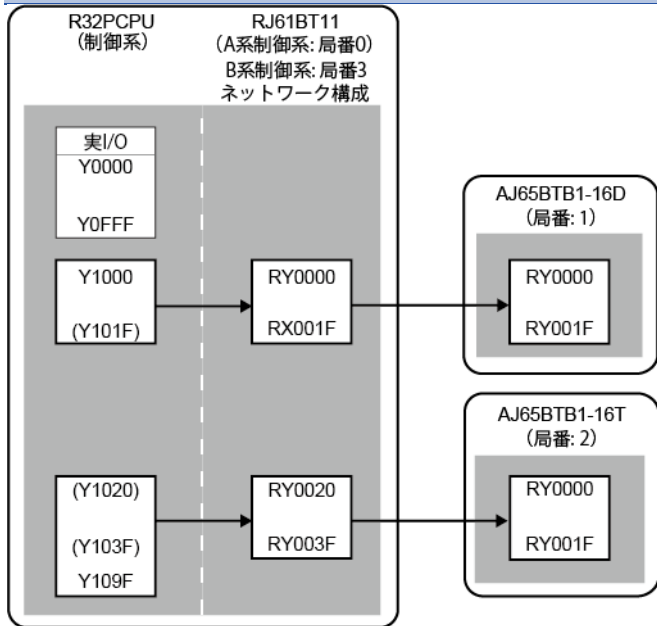 R32PCPU
(制御系)
RJ61BT11
(A系制御系: 局番0)
B系制御系: 局番3
ネットワーク構成
実I/O
Y0000
Y0FFF
Y1000
(Y101F)
RY0000
RX001F
AJ65BTB1-16D
(局番: 1)
RY0000
RY001F
(Y1020)
(Y103F)
Y109F
RY0020
RY003F
AJ65BTB1-16T
(局番: 2)
RY0000
RY001F